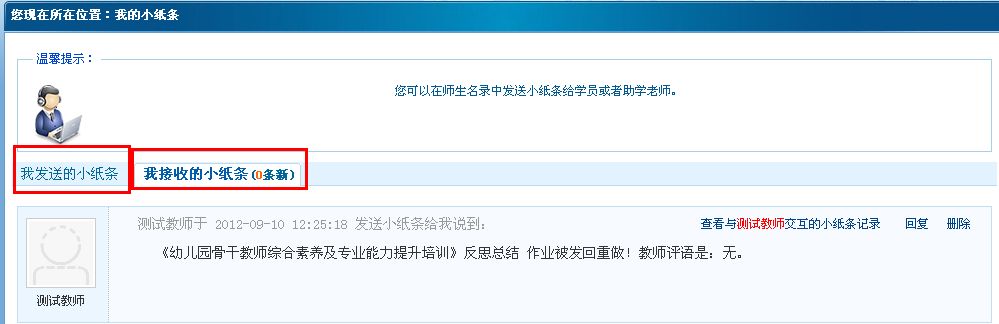 您现在所在位置：我的小纸条
温馨提示：
您可以在师生名录中发送小纸条给学员或者助学老师。
我发送的小纸条 我接收的小纸条(0条新)
测试教师于 2012-09-10 12:25:18 发送小纸条给我说到： 查看与测试教师交互的小纸条记录 回复 删除
《幼儿园骨干教师综合素养及专业能力提升培训》反思总结 作业被发回重做！教师评语是：无。
测试教师